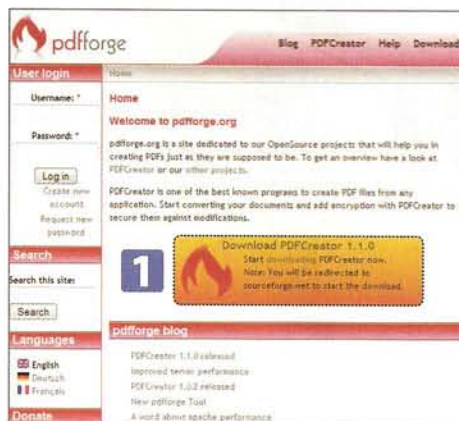 pdfforge
Blog PDFCreator Help Download
User login
Username: *
Password: *
Log in
Create new
account
Request new
password
Search
Search this site:
Search
Languages
English
Deutsch
Français
Donate
Home
Home
Welcome to pdfforge.org
pdfforge.org is a site dedicated to our OpenSource projects that will help you in
creating PDFs just as they are supposed to be. To get an overview have a look at
PDFCreator or our other projects.
PDFCreator is one of the best known programs to create PDF files from any
application. Start converting your documents and add encryption with PDFCreator to
secure them against modifications.
1
Download PDFCreator 1.1.0
Start downloading PDFCreator now.
Note: You will be redirected to
sourceforge.net to start the download.
pdfforge blog
PDFCreator 1.1.0 released
Improved server performance
PDFCreator 1.0.2 released
New pdfforge Tool
A word about apache performance